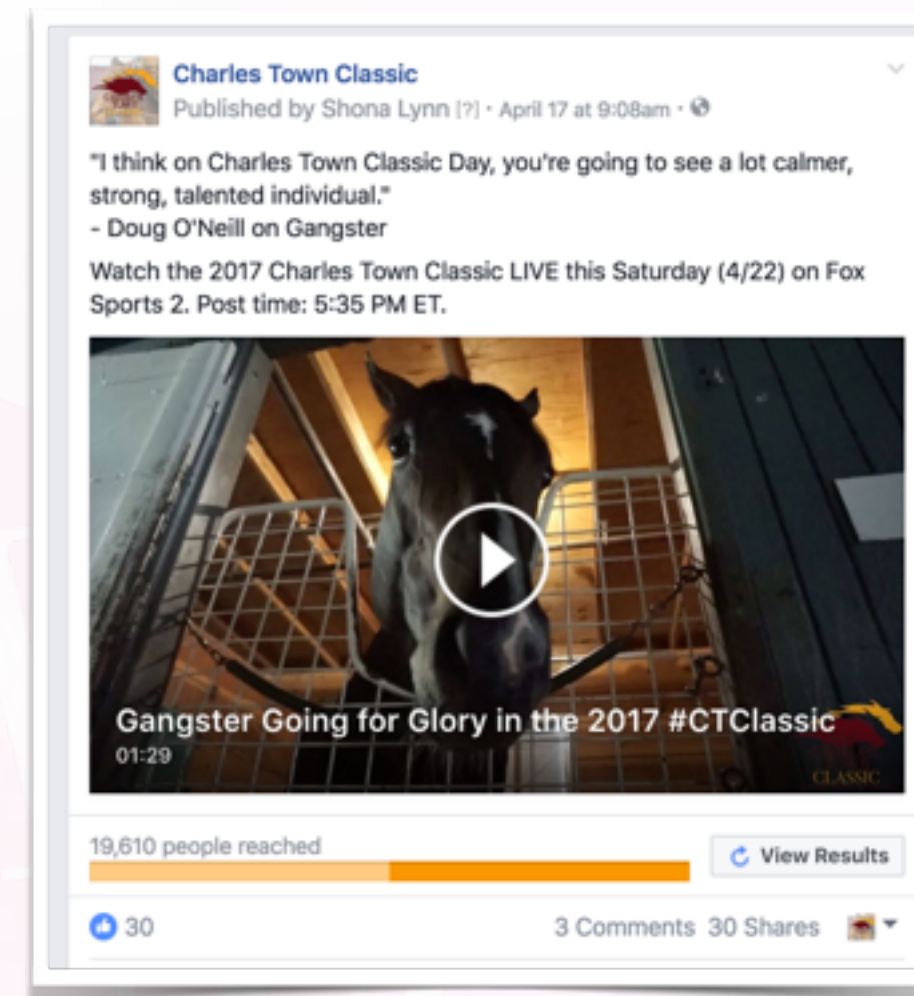 Charles Town Classic
Published by Shona Lynn [?] · April 17 at 9:08am ·
"I think on Charles Town Classic Day, you're going to see a lot calmer,
strong, talented individual."
- Doug O'Neill on Gangster
Watch the 2017 Charles Town Classic LIVE this Saturday (4/22) on Fox
Sports 2. Post time: 5:35 PM ET.
Gangster Going for Glory in the 2017 #CTClassic
01:29
CLASSIC
19,610 people reached
View Results
30
3 Comments 30 Shares